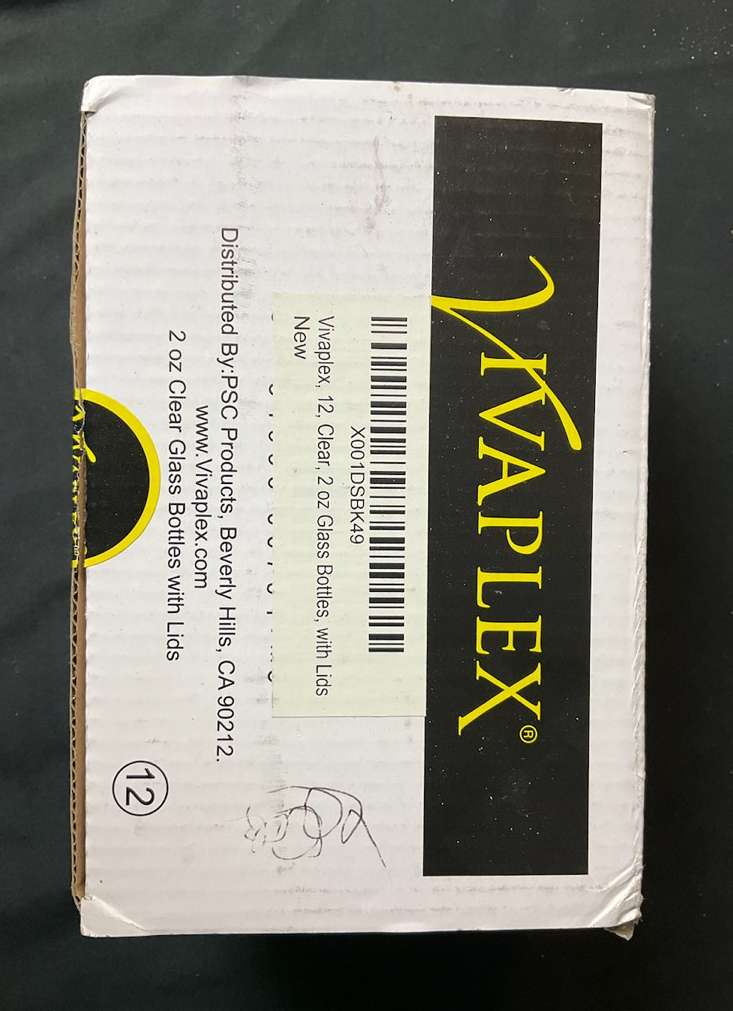 VIVAPLEX®
X001DSBK49
Vivaplex, 12, Clear, 2 oz Glass Bottles, with Lids
New
Distributed By:PSC Products, Beverly Hills, CA 90212.
www.Vivaplex.com
2 oz Clear Glass Bottles with Lids
12